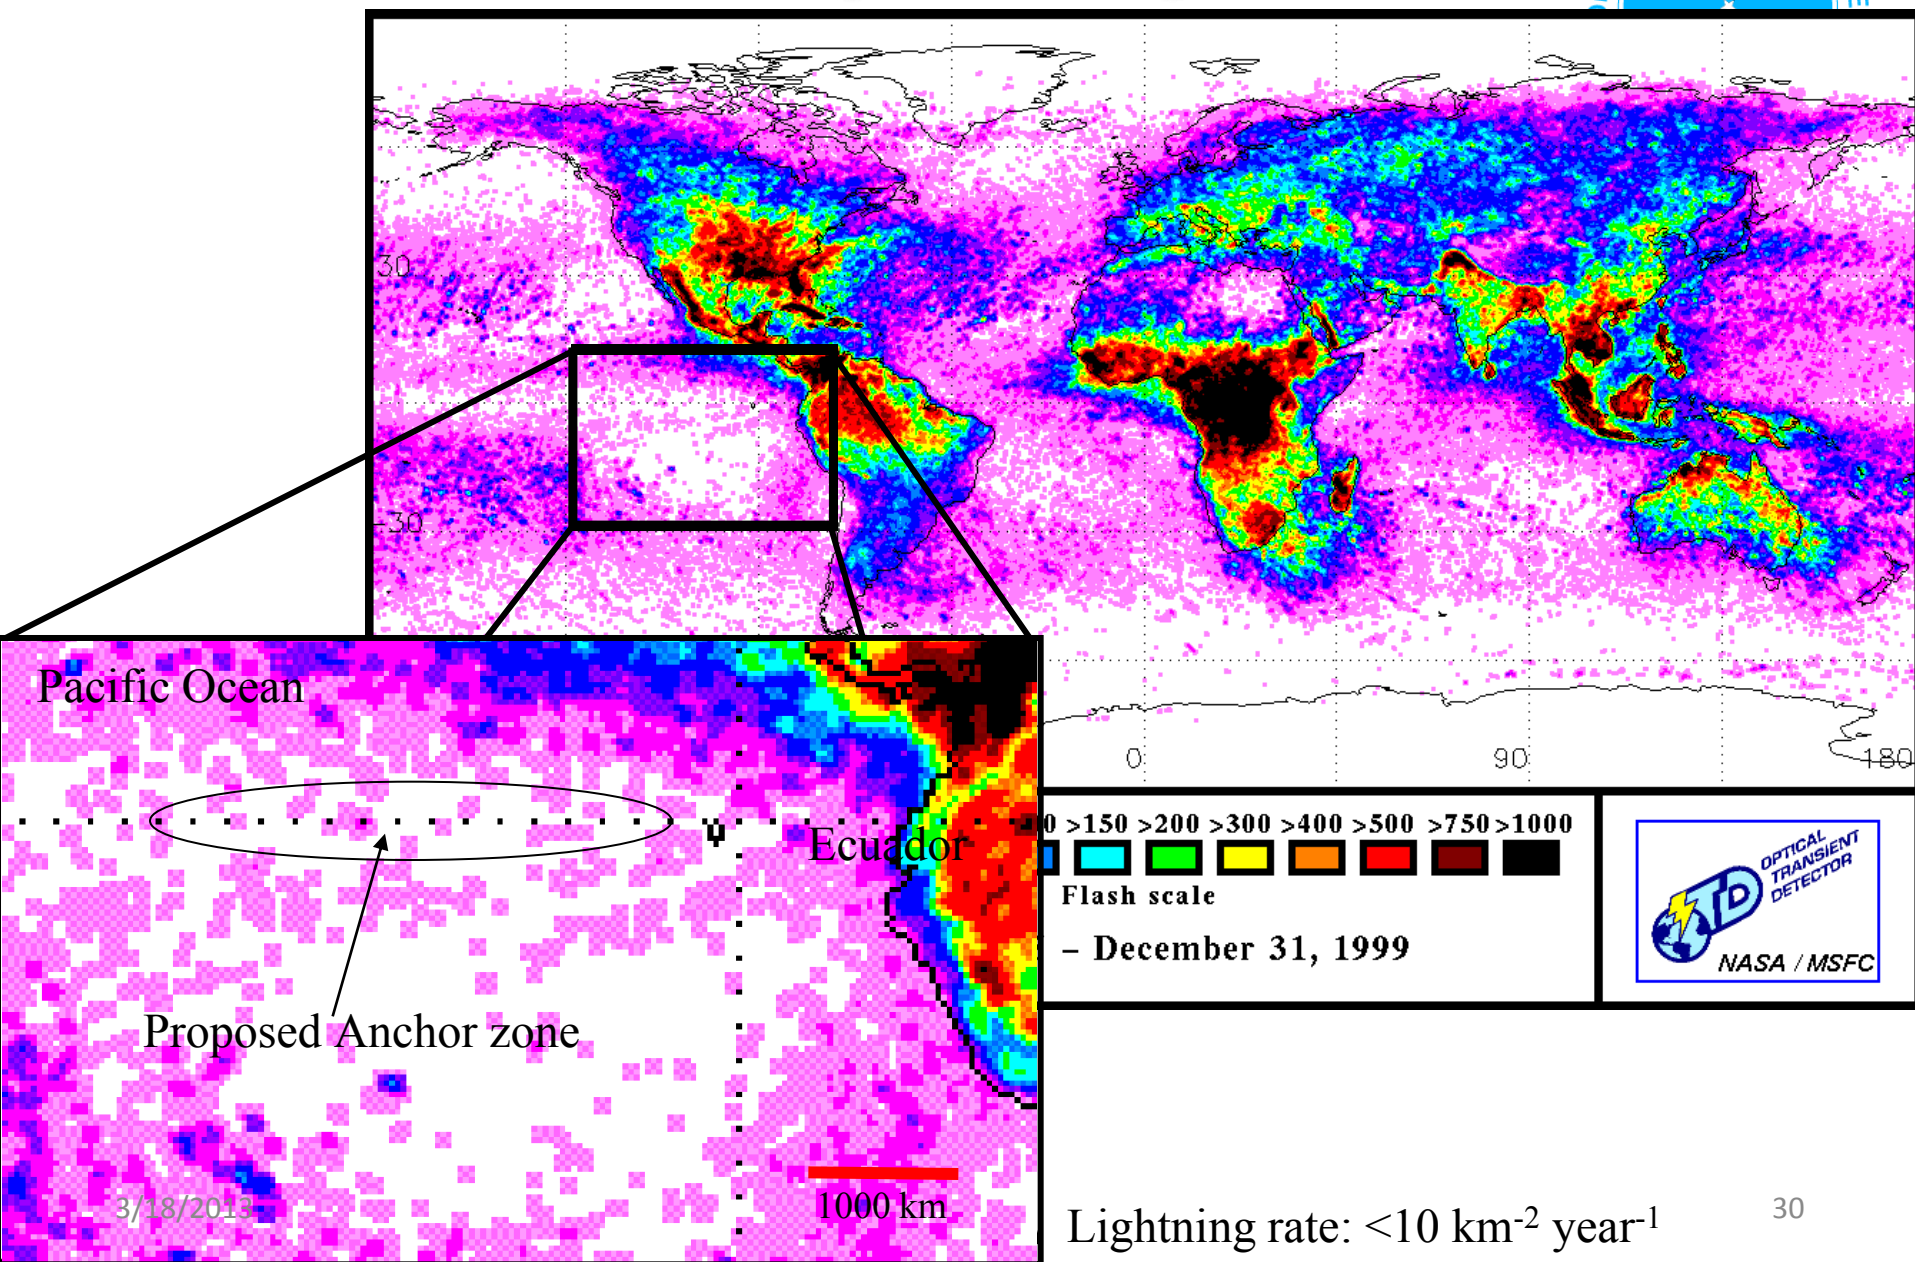 30
-30
0
90
180
Pacific Ocean
Ecuador
Proposed Anchor zone
1000 km
3/18/2013
>150 >200 >300 >400 >500 >750 >1000
Flash scale
– December 31, 1999
OTD
OPTICAL
TRANSIENT
DETECTOR
NASA / MSFC
Lightning rate: <10 km⁻² year⁻¹
30